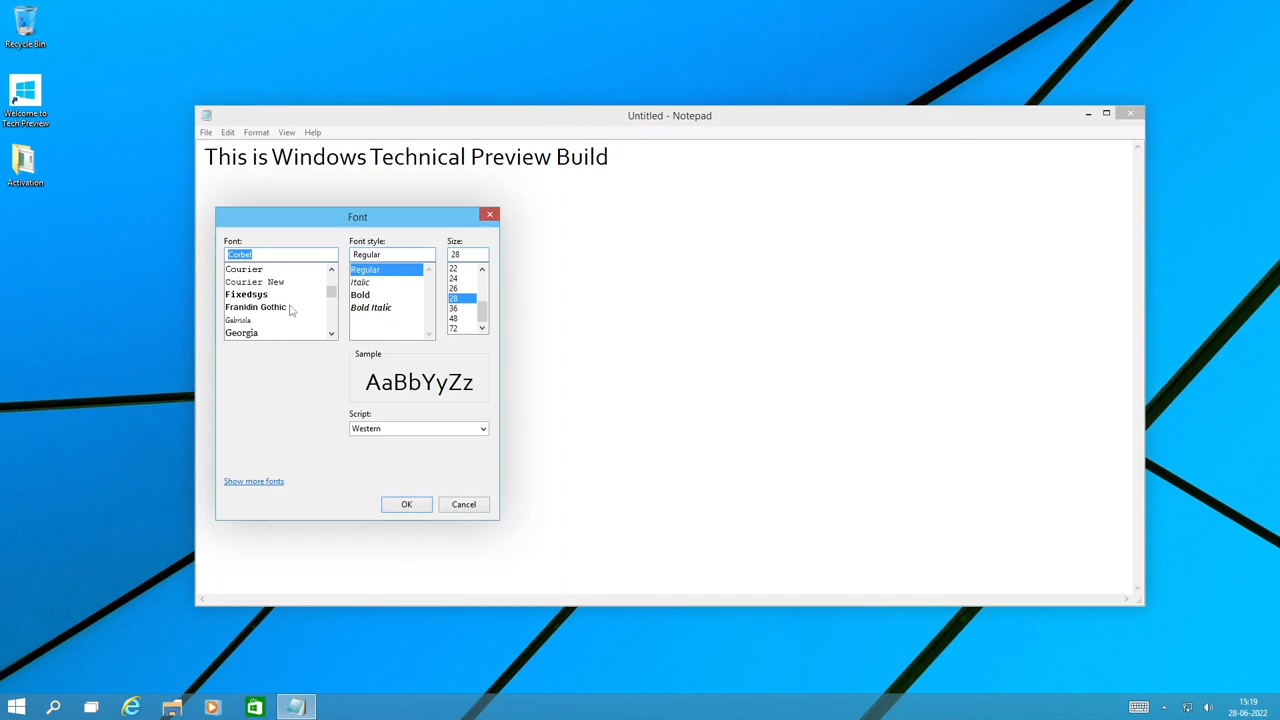 Recycle Bin
Welcome to
Tech Preview
Activation
Untitled - Notepad
File Edit Format View Help
This is Windows Technical Preview Build
Font
Font: Font style: Size:
Corbel Regular 28
Courier
Courier New
Fixedsys
Franklin Gothic
Gabriola
Georgia
Regular
Italic
Bold
Bold Italic
22
24
26
28
36
48
72
Sample
AaBbYyZz
Script:
Western
Show more fonts
OK Cancel
15:19
28-06-2022